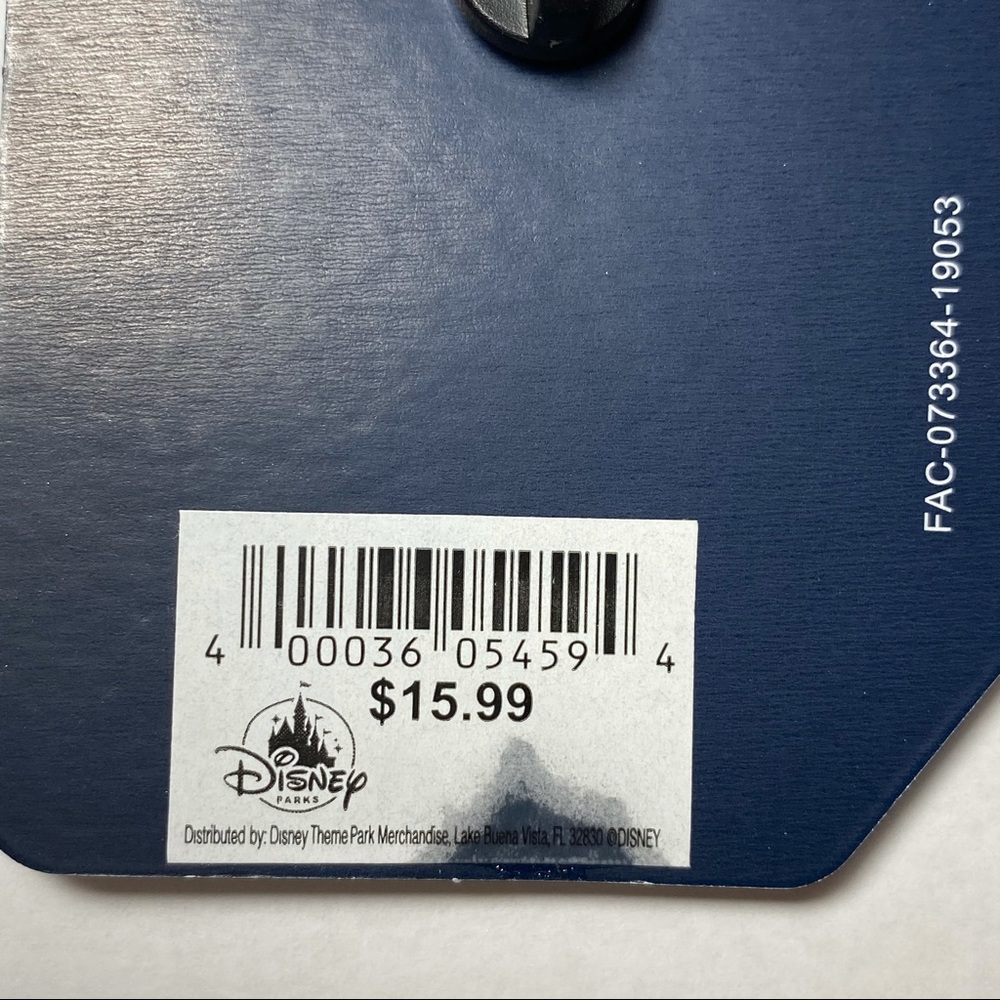 FAC-073364-19053
4 00036 05459 4
$15.99
Disney
PARKS
Distributed by: Disney Theme Park Merchandise, Lake Buena Vista, FL 32830 ©DISNEY